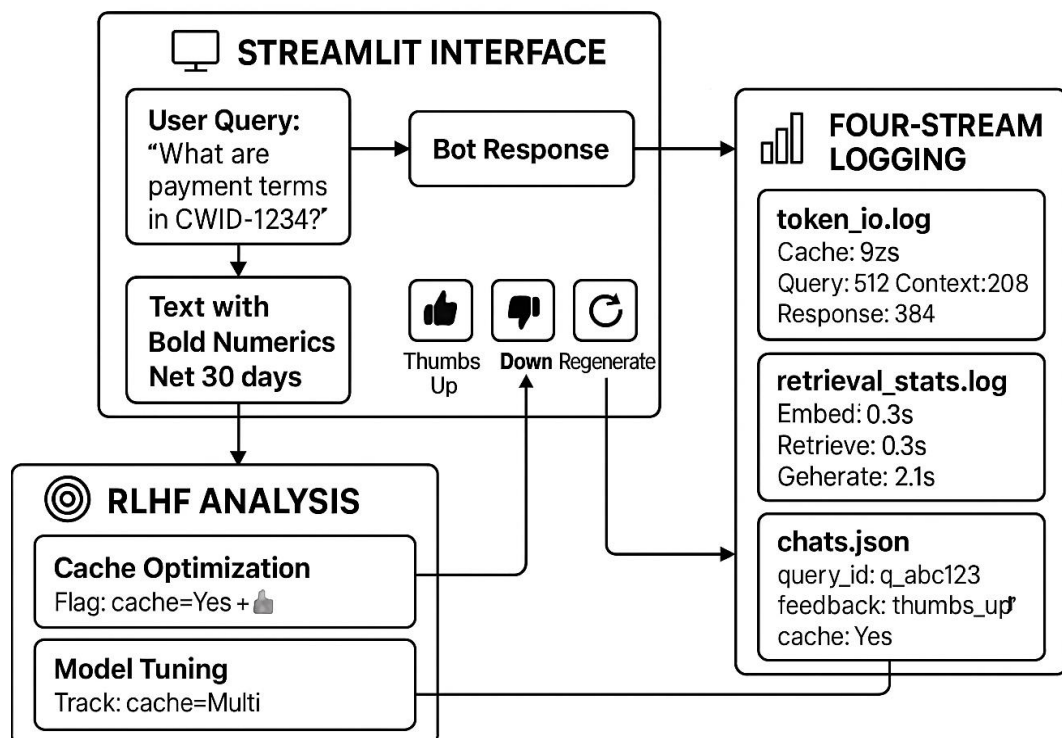 STREAMLIT INTERFACE
User Query:
“What are
payment terms
in CWID-1234?”
Bot Response
Text with
Bold Numerics
Net 30 days
Thumbs
Up
Down
Regenerate
FOUR-STREAM
LOGGING
token_io.log
Cache: 9zs
Query: 512 Context:208
Response: 384
retrieval_stats.log
Embed: 0.3s
Retrieve: 0.3s
Geherate: 2.1s
chats.json
query_id: q_abc123
feedback: thumbs_up”
cache: Yes
RLHF ANALYSIS
Cache Optimization
Flag: cache=Yes +
Model Tuning
Track: cache=Multi